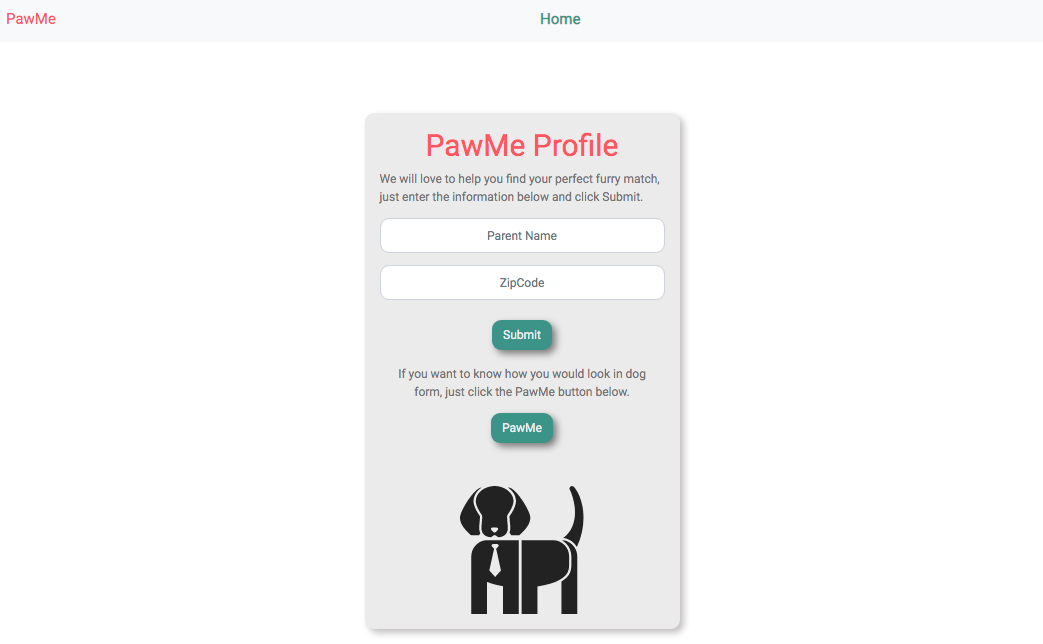 PawMe
Home
PawMe Profile
We will love to help you find your perfect furry match,
just enter the information below and click Submit.
Parent Name
ZipCode
Submit
If you want to know how you would look in dog
form, just click the PawMe button below.
PawMe